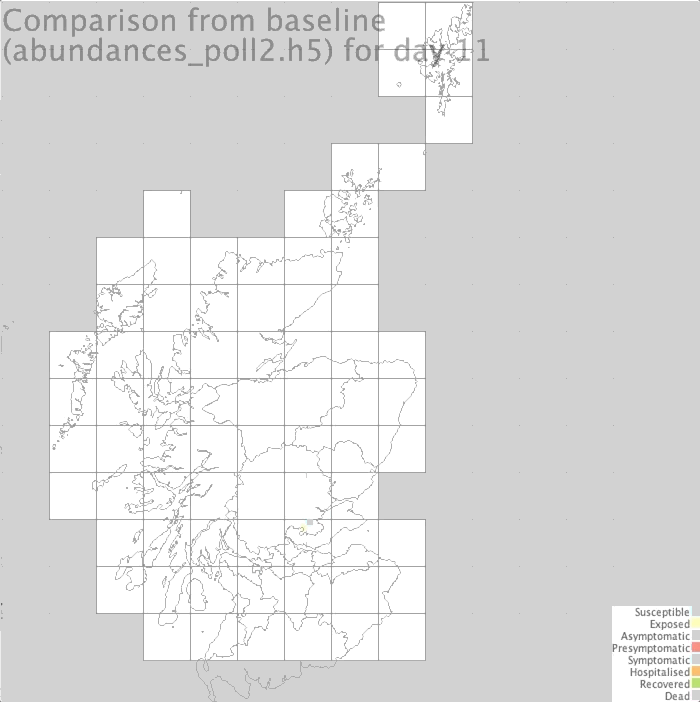 Comparison from baseline
(abundances_poll2.h5) for day 11
Susceptible
Exposed
Asymptomatic
Presymptomatic
Symptomatic
Hospitalised
Recovered
Dead